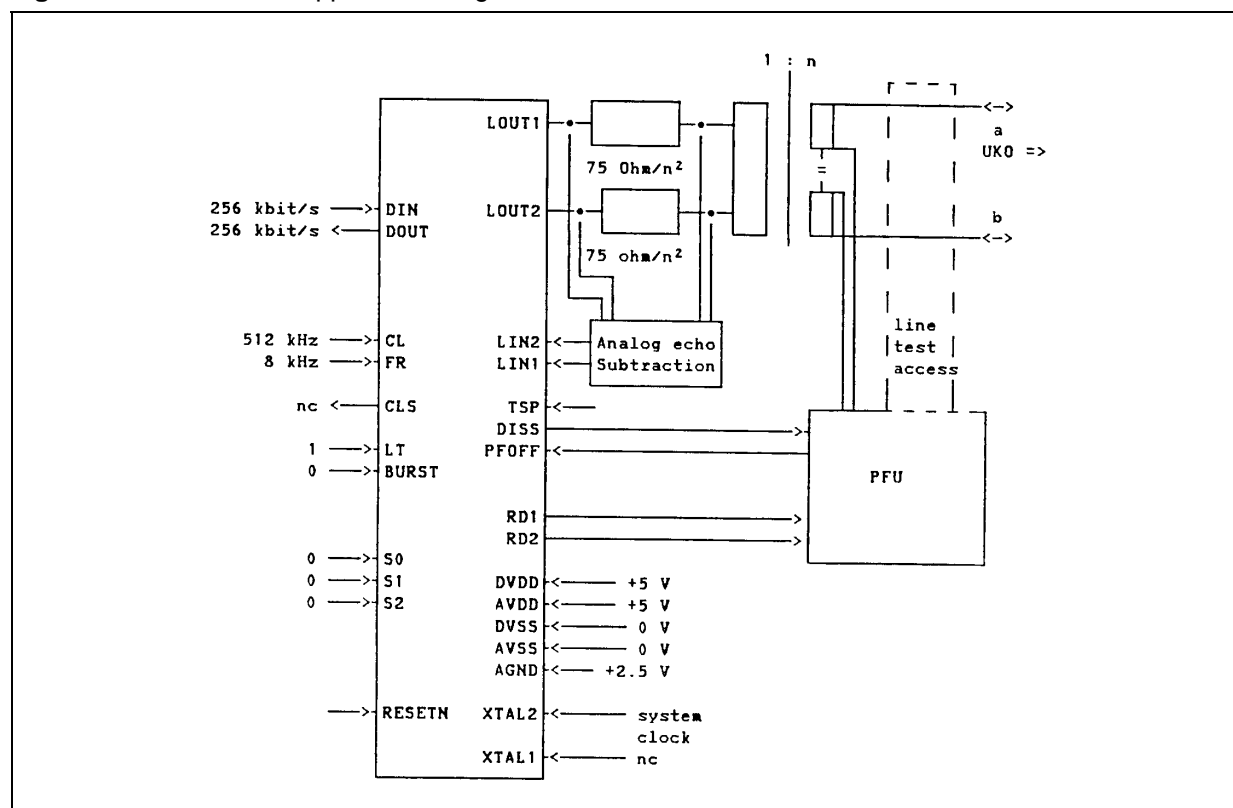 1 : n
LOUT1
a
UKO =>
75 Ohm/n²
=
256 kbit/s DIN
LOUT2
256 kbit/s DOUT
b
75 ohm/n²
line
test
access
512 kHz CL
LIN2
Analog echo
8 kHz FR
LIN1
Subtraction
nc CLS
TSP
DISS
1 LT
PFOFF
0 BURST
PFU
RD1
RD2
0 S0
0 S1
0 S2
DVDD +5 V
AVDD +5 V
DVSS 0 V
AVSS 0 V
AGND +2.5 V
RESETN
XTAL2 system
clock
XTAL1 nc